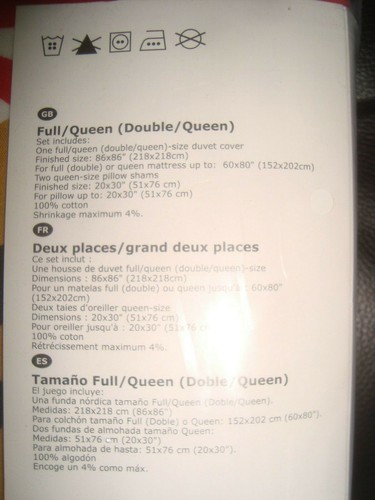 GB
Full/Queen (Double/Queen)
Set includes:
One full/queen (double/queen)-size duvet cover
Finished size: 86x86" (218x218cm)
For full (double) or queen mattress up to: 60x80" (152x202cm)
Two queen-size pillow shams
Finished size: 20x30" (51x76 cm)
For pillow up to: 20x30" (51x76 cm)
100% cotton
Shrinkage maximum 4%.
FR
Deux places/grand deux places
Ce set inclut :
Une housse de duvet full/queen (double/queen)-size
Dimensions : 86x86" (218x218cm)
Pour un matelas full (double) ou queen jusqu'à : 60x80"
(152x202cm)
Deux taies d'oreiller queen-size
Dimensions : 20x30" (51x76 cm)
Pour oreiller jusqu'à : 20x30" (51x76 cm)
100% coton
Rétrécissement maximum 4%.
ES
Tamaño Full/Queen (Doble/Queen)
El juego incluye:
Una funda nórdica tamaño Full/Queen (Doble/Queen).
Medidas: 218x218 cm (86x86")
Para colchón tamaño Full (Doble) o Queen: 152x202 cm (60x80").
Dos fundas de almohada tamaño Queen:
Medidas: 51x76 cm (20x30")
Para almohada de hasta: 51x76 cm (20x30").
100% algodón
Encoge un 4% como máx.